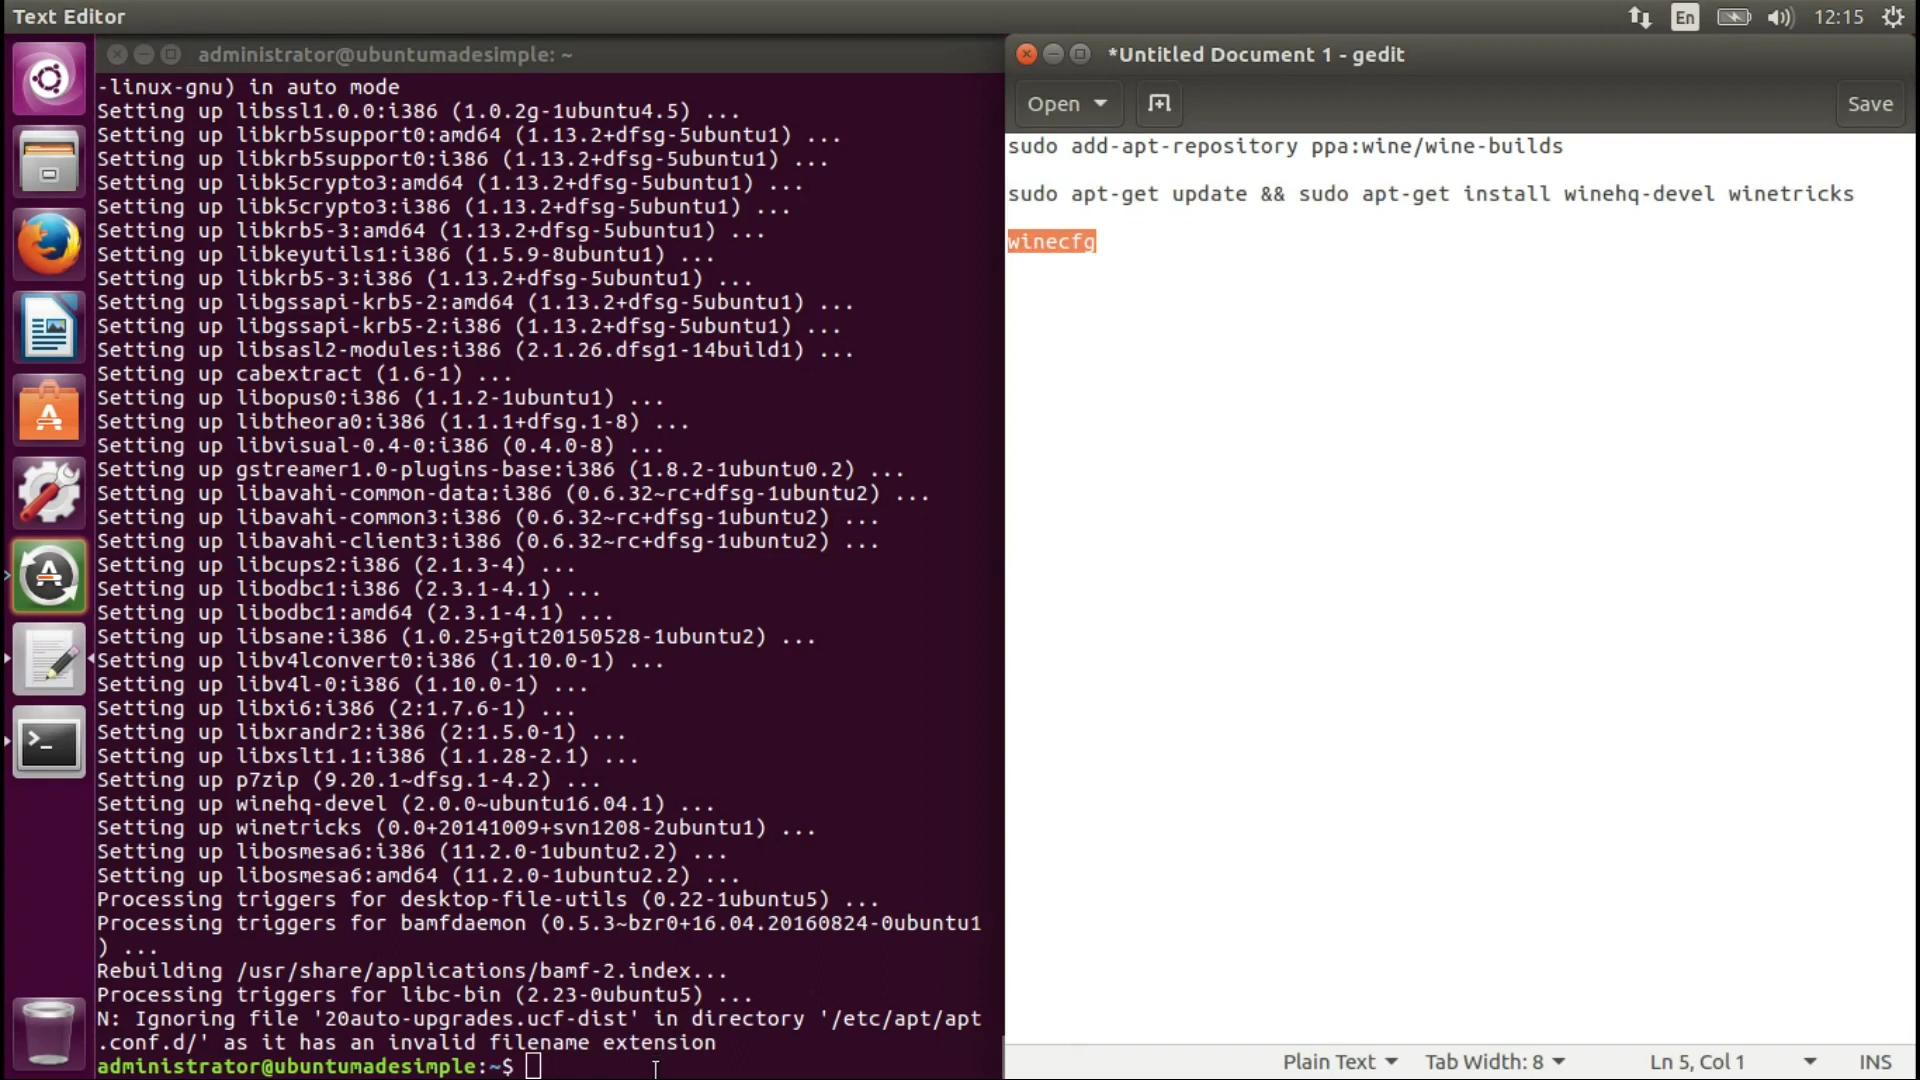 Text Editor
En
12:15
administrator@ubuntumadesimple: ~
-linux-gnu) in auto mode
Setting up libssl1.0.0:i386 (1.0.2g-1ubuntu4.5) ...
Setting up libkrb5support0:amd64 (1.13.2+dfsg-5ubuntu1) ...
Setting up libkrb5support0:i386 (1.13.2+dfsg-5ubuntu1) ...
Setting up libk5crypto3:amd64 (1.13.2+dfsg-5ubuntu1) ...
Setting up libk5crypto3:i386 (1.13.2+dfsg-5ubuntu1) ...
Setting up libkrb5-3:amd64 (1.13.2+dfsg-5ubuntu1) ...
Setting up libkeyutils1:i386 (1.5.9-8ubuntu1) ...
Setting up libkrb5-3:i386 (1.13.2+dfsg-5ubuntu1) ...
Setting up libgssapi-krb5-2:amd64 (1.13.2+dfsg-5ubuntu1) ...
Setting up libgssapi-krb5-2:i386 (1.13.2+dfsg-5ubuntu1) ...
Setting up libsasl2-modules:i386 (2.1.26.dfsg1-14build1) ...
Setting up cabextract (1.6-1) ...
Setting up libopus0:i386 (1.1.2-1ubuntu1) ...
Setting up libtheora0:i386 (1.1.1+dfsg.1-8) ...
Setting up libvisual-0.4-0:i386 (0.4.0-8) ...
Setting up gstreamer1.0-plugins-base:i386 (1.8.2-1ubuntu0.2) ...
Setting up libavahi-common-data:i386 (0.6.32~rc+dfsg-1ubuntu2) ...
Setting up libavahi-common3:i386 (0.6.32~rc+dfsg-1ubuntu2) ...
Setting up libavahi-client3:i386 (0.6.32~rc+dfsg-1ubuntu2) ...
Setting up libcups2:i386 (2.1.3-4) ...
Setting up libodbc1:i386 (2.3.1-4.1) ...
Setting up libodbc1:amd64 (2.3.1-4.1) ...
Setting up libsane:i386 (1.0.25+git20150528-1ubuntu2) ...
Setting up libv4lconvert0:i386 (1.10.0-1) ...
Setting up libv4l-0:i386 (1.10.0-1) ...
Setting up libxi6:i386 (2:1.7.6-1) ...
Setting up libxrandr2:i386 (2:1.5.0-1) ...
Setting up libxslt1.1:i386 (1.1.28-2.1) ...
Setting up p7zip (9.20.1~dfsg.1-4.2) ...
Setting up winehq-devel (2.0.0~ubuntu16.04.1) ...
Setting up winetricks (0.0+20141009+svn1208-2ubuntu1) ...
Setting up libosmesa6:i386 (11.2.0-1ubuntu2.2) ...
Setting up libosmesa6:amd64 (11.2.0-1ubuntu2.2) ...
Processing triggers for desktop-file-utils (0.22-1ubuntu5) ...
Processing triggers for bamfdaemon (0.5.3~bzr0+16.04.20160824-0ubuntu1
) ...
Rebuilding /usr/share/applications/bamf-2.index...
Processing triggers for libc-bin (2.23-0ubuntu5) ...
N: Ignoring file '20auto-upgrades.ucf-dist' in directory '/etc/apt/apt
.conf.d/' as it has an invalid filename extension
administrator@ubuntumadesimple:~$
*Untitled Document 1 - gedit
Open
Save
sudo add-apt-repository ppa:wine/wine-builds
sudo apt-get update && sudo apt-get install winehq-devel winetricks
winecfg
Plain Text
Tab Width: 8
Ln 5, Col 1
INS